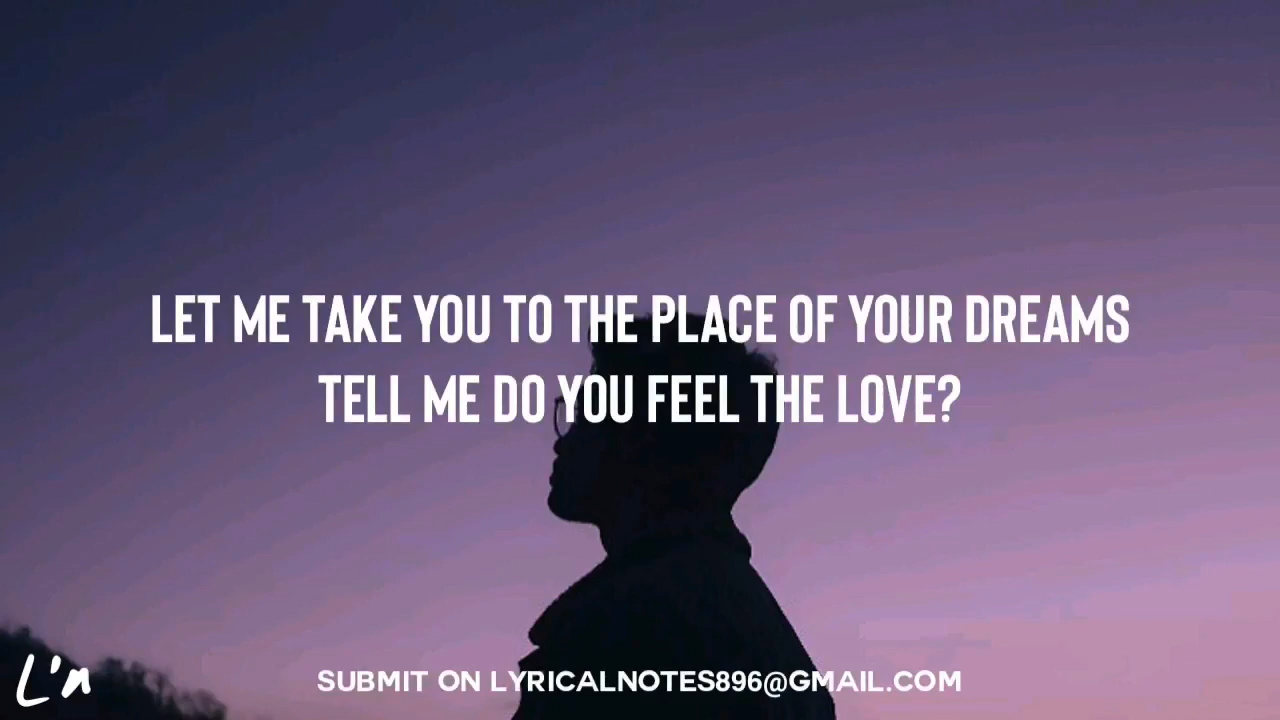 LET ME TAKE YOU TO THE PLACE OF YOUR DREAMS
TELL ME DO YOU FEEL THE LOVE?
L'n
SUBMIT ON LYRICALNOTES896@GMAIL.COM